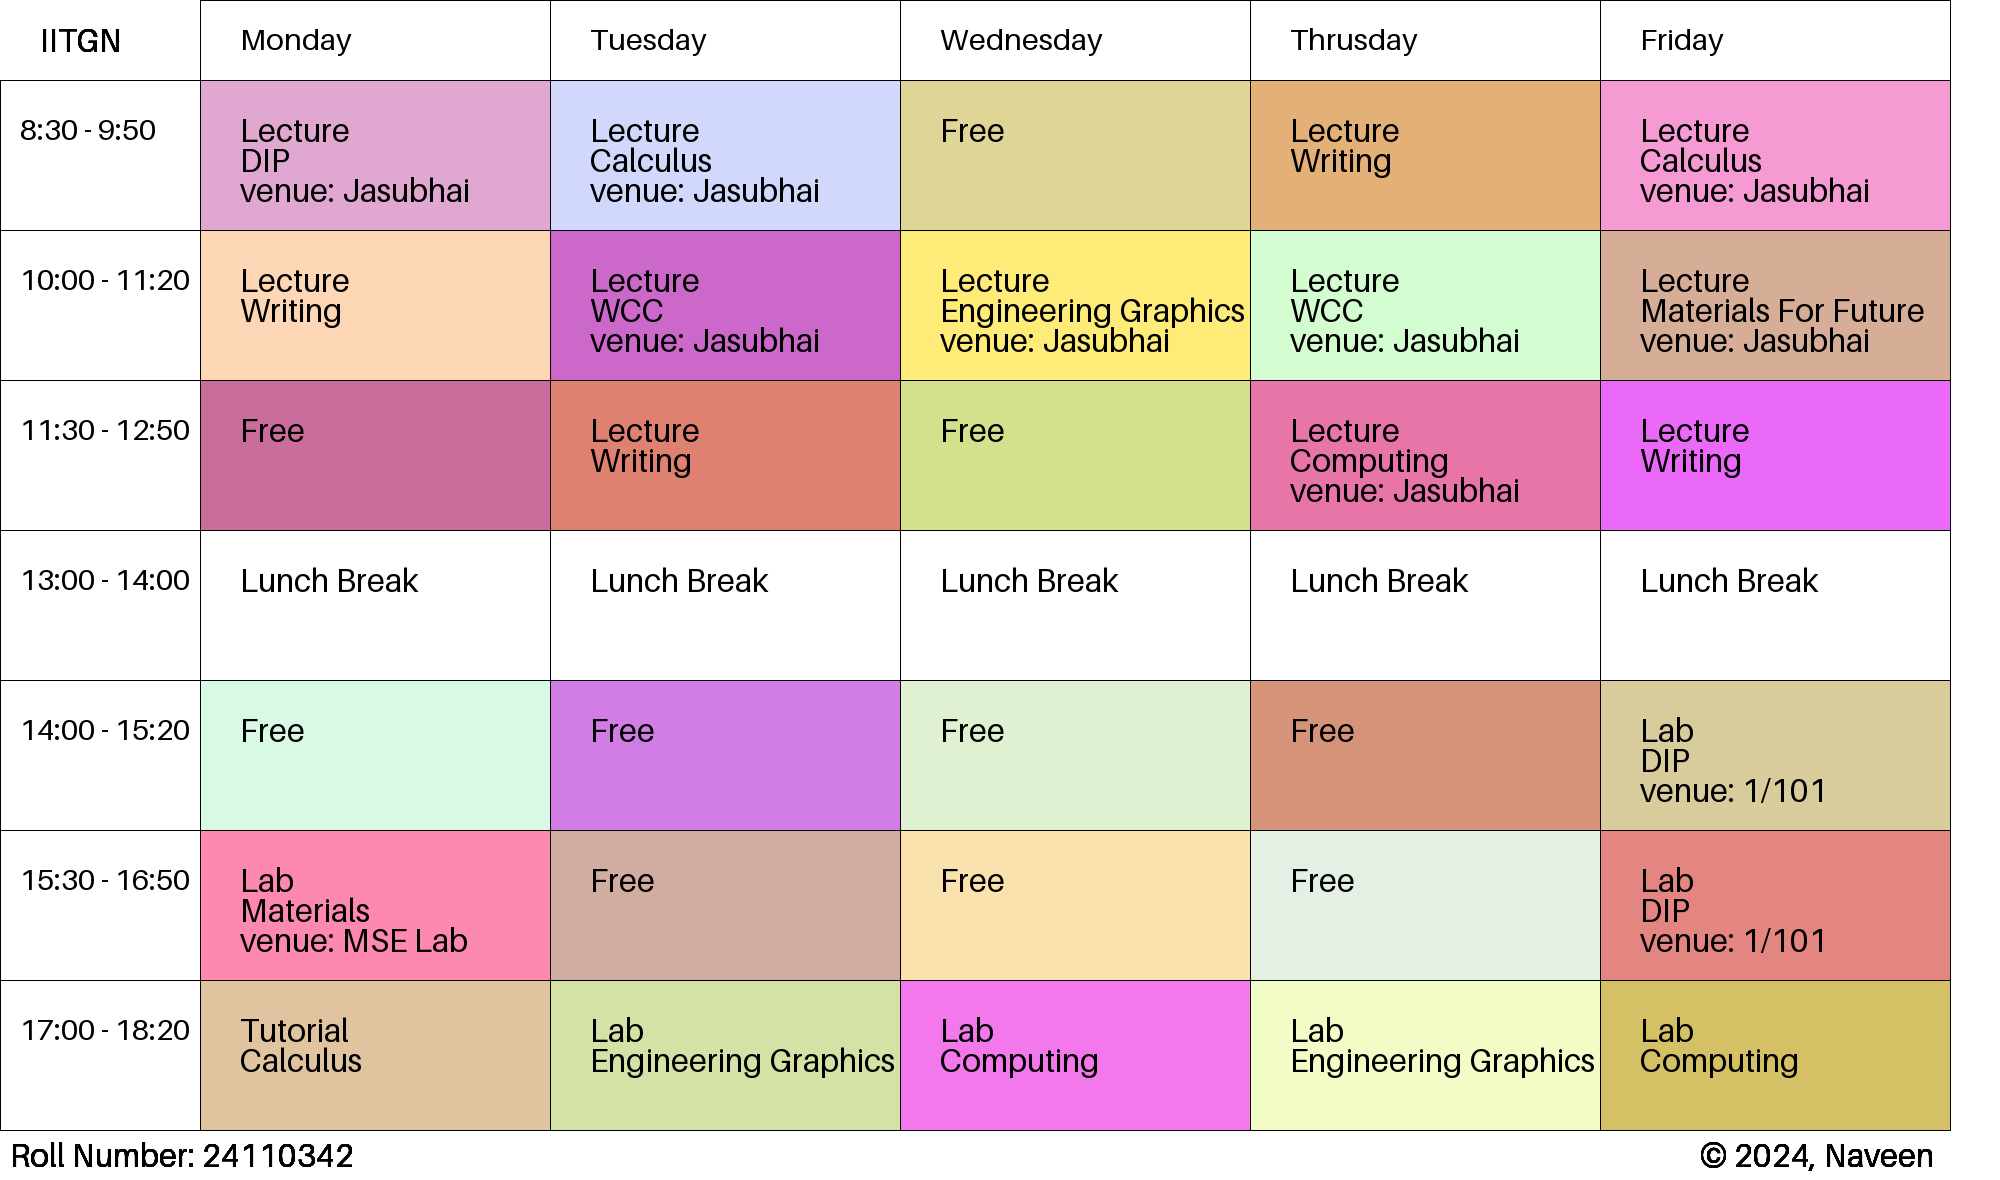 IITGN Monday Tuesday Wednesday Thrusday Friday
8:30 - 9:50
Lecture
DIP
venue: Jasubhai
Lecture
Calculus
venue: Jasubhai
Free
Lecture
Writing
Lecture
Calculus
venue: Jasubhai
10:00 - 11:20
Lecture
Writing
Lecture
WCC
venue: Jasubhai
Lecture
Engineering Graphics
venue: Jasubhai
Lecture
WCC
venue: Jasubhai
Lecture
Materials For Future
venue: Jasubhai
11:30 - 12:50
Free
Lecture
Writing
Free
Lecture
Computing
venue: Jasubhai
Lecture
Writing
13:00 - 14:00
Lunch Break
Lunch Break
Lunch Break
Lunch Break
Lunch Break
14:00 - 15:20
Free
Free
Free
Free
Lab
DIP
venue: 1/101
15:30 - 16:50
Lab
Materials
venue: MSE Lab
Free
Free
Free
Lab
DIP
venue: 1/101
17:00 - 18:20
Tutorial
Calculus
Lab
Engineering Graphics
Lab
Computing
Lab
Engineering Graphics
Lab
Computing
Roll Number: 24110342
© 2024, Naveen